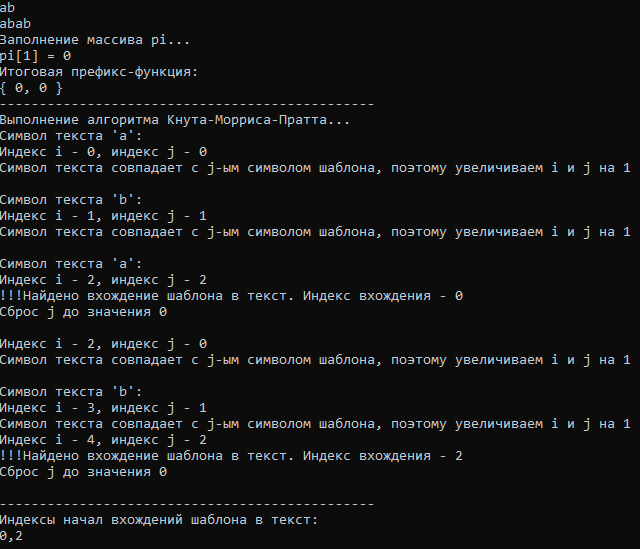 ab
abab
Заполнение массива pi...
pi[1] = 0
Итоговая префикс-функция:
{ 0, 0 }
-----------------------------------------------
Выполнение алгоритма Кнута-Морриса-Пратта...
Символ текста 'a':
Индекс i - 0, индекс j - 0
Символ текста совпадает с j-ым символом шаблона, поэтому увеличиваем i и j на 1
Символ текста 'b':
Индекс i - 1, индекс j - 1
Символ текста совпадает с j-ым символом шаблона, поэтому увеличиваем i и j на 1
Символ текста 'a':
Индекс i - 2, индекс j - 2
!!!Найдено вхождение шаблона в текст. Индекс вхождения - 0
Сброс j до значения 0
Индекс i - 2, индекс j - 0
Символ текста совпадает с j-ым символом шаблона, поэтому увеличиваем i и j на 1
Символ текста 'b':
Индекс i - 3, индекс j - 1
Символ текста совпадает с j-ым символом шаблона, поэтому увеличиваем i и j на 1
Индекс i - 4, индекс j - 2
!!!Найдено вхождение шаблона в текст. Индекс вхождения - 2
Сброс j до значения 0
-----------------------------------------------
Индексы начал вхождений шаблона в текст:
0,2